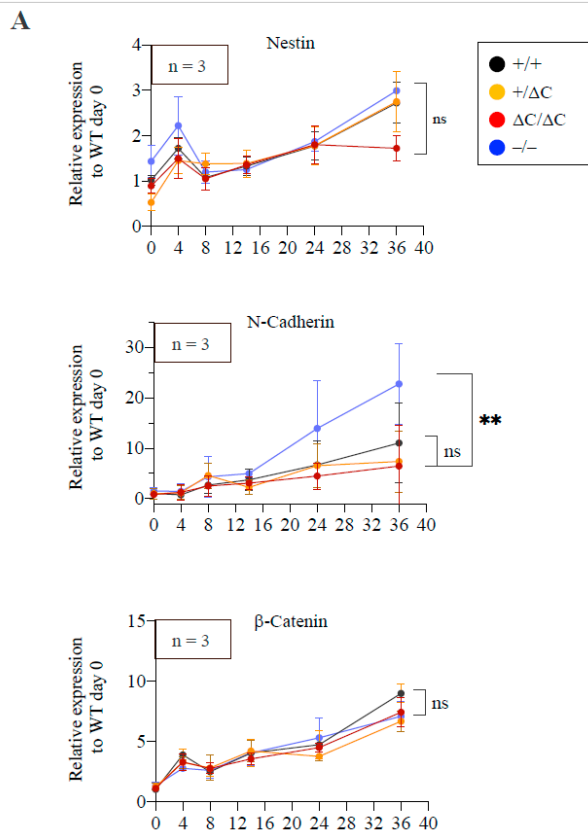 A
Nestin
n = 3
Relative expression
to WT day 0
4
3
2
1
0
0 4 8 12 16 20 24 28 32 36 40
ns
+/+
+/ΔC
ΔC/ΔC
–/–
N-Cadherin
n = 3
Relative expression
to WT day 0
30
20
10
0
0 4 8 12 16 20 24 28 32 36 40
**
ns
β-Catenin
n = 3
Relative expression
to WT day 0
15
10
5
0
0 4 8 12 16 20 24 28 32 36 40
ns